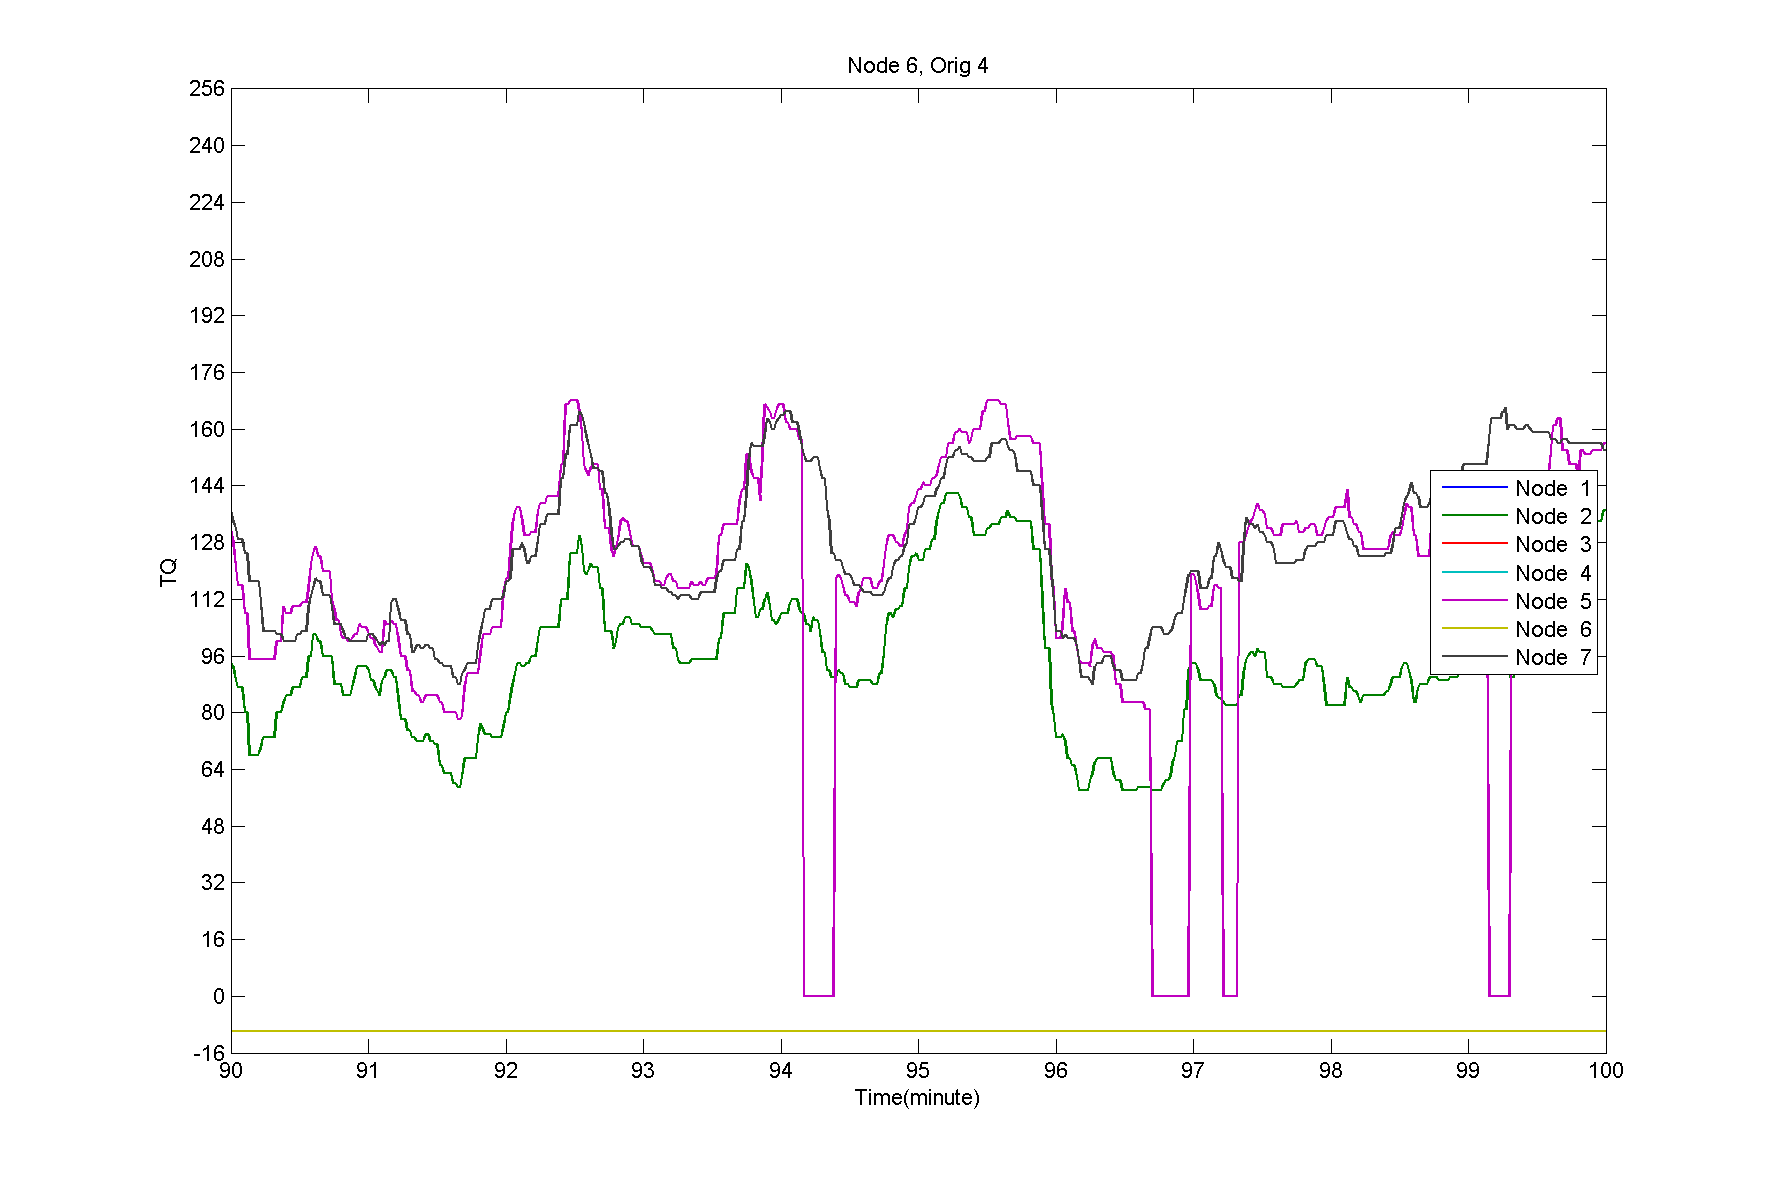 Node 6, Orig 4
256
240
224
208
192
176
160
144
128
112
96
80
64
48
32
16
0
-16
TQ
Node 1
Node 2
Node 3
Node 4
Node 5
Node 6
Node 7
90 91 92 93 94 95 96 97 98 99 100
Time(minute)